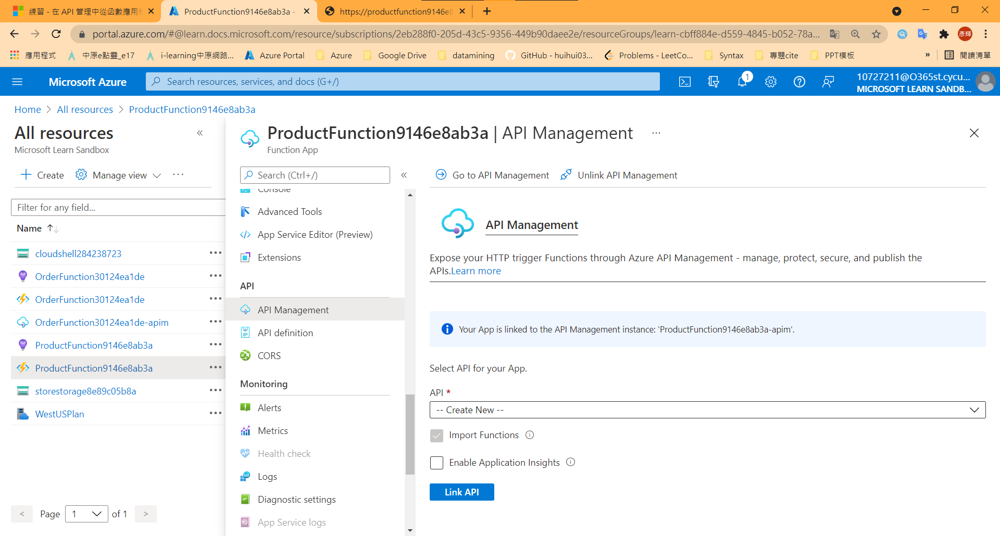 練習 - 在 API 管理中從函數應用程
ProductFunction9146e8ab3a -
https://productfunction9146e8
portal.azure.com/#@learn.docs.microsoft.com/resource/subscriptions/2eb288f0-205d-43c5-9356-449b90daee2e/resourceGroups/learn-cbff884e-d559-4845-b052-78a...
彥輝
應用程式
中原e點靈_e17
i-learning中原網路...
Azure Portal
Azure
Google Drive
datamining
GitHub - huihui03...
Problems - LeetCo...
Syntax
專題cite
PPT模板
»
閱讀清單
Microsoft Azure
Search resources, services, and docs (G+/)
1
10727211@O365st.cycu...
MICROSOFT LEARN SANDB...
Home > All resources > ProductFunction9146e8ab3a
All resources
«
Microsoft Learn Sandbox
Create
Manage view
...
Filter for any field...
Name
cloudshell284238723
OrderFunction30124ea1de
OrderFunction30124ea1de
OrderFunction30124ea1de-apim
ProductFunction9146e8ab3a
ProductFunction9146e8ab3a
storestorage8e89c05b8a
WestUSPlan
< Page 1 of 1 >
ProductFunction9146e8ab3a | API Management
...
Function App
Search (Ctrl+/)
«
Console
Advanced Tools
App Service Editor (Preview)
Extensions
API
API Management
API definition
CORS
Monitoring
Alerts
Metrics
Health check
Logs
Diagnostic settings
App Service logs
Go to API Management
Unlink API Management
API Management
Expose your HTTP trigger Functions through Azure API Management - manage, protect, secure, and publish the
APIs.Learn more
Your App is linked to the API Management instance: 'ProductFunction9146e8ab3a-apim'.
Select API for your App.
API *
-- Create New --
Import Functions
Enable Application Insights
Link API